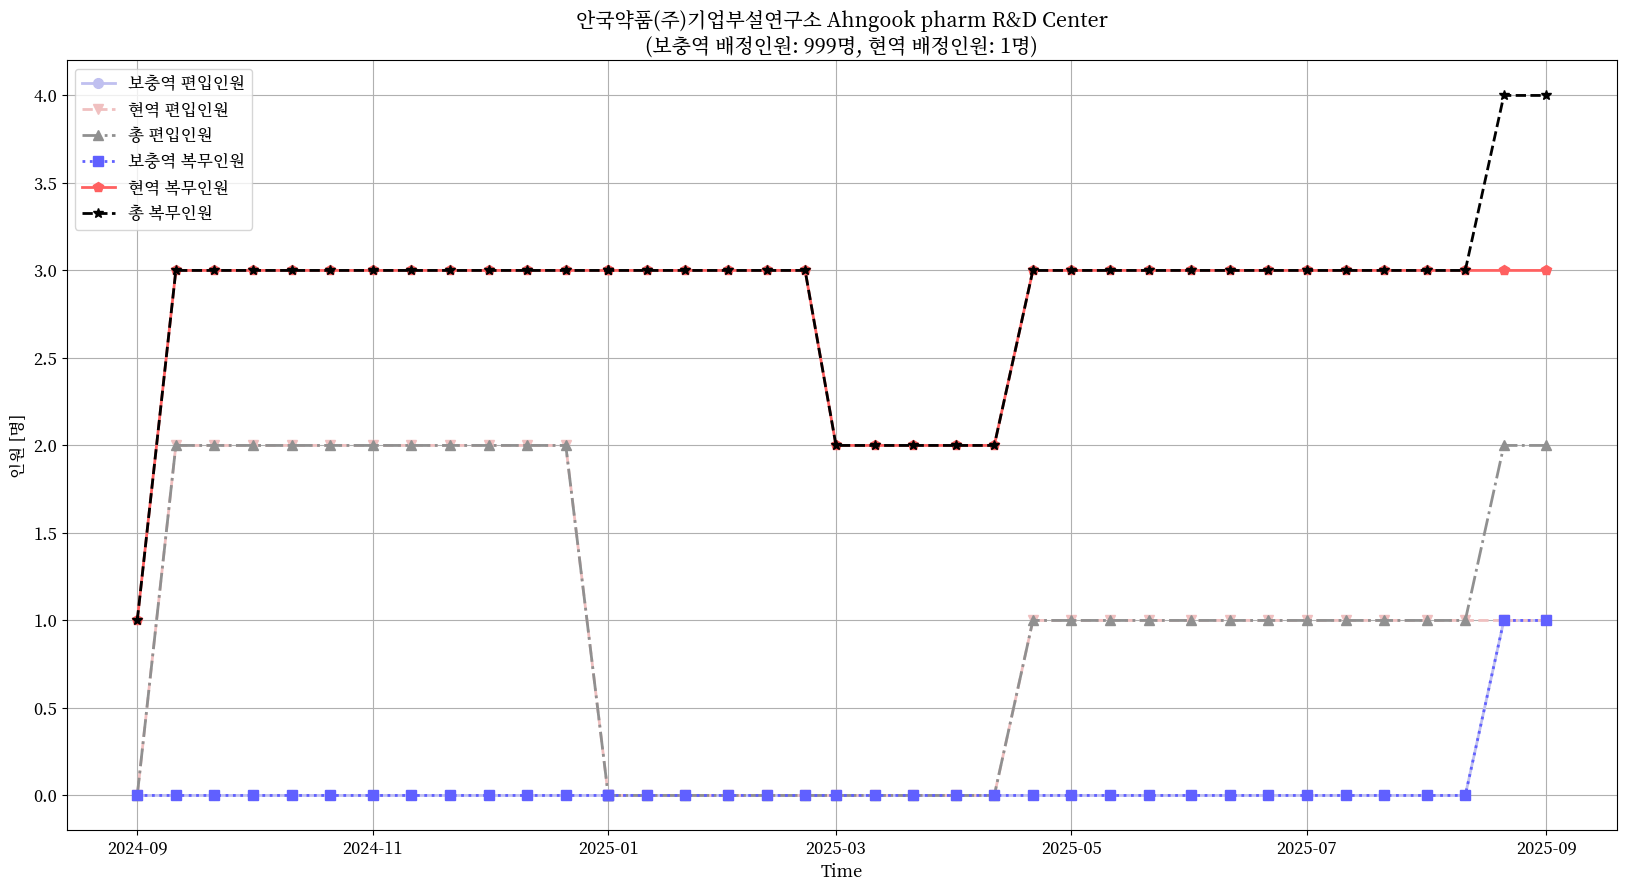 안국약품(주)기업부설연구소 Ahngook pharm R&D Center
(보충역 배정인원: 999명, 현역 배정인원: 1명)
보충역 편입인원
현역 편입인원
총 편입인원
보충역 복무인원
현역 복무인원
총 복무인원
인원 [명]
4.0
3.5
3.0
2.5
2.0
1.5
1.0
0.5
0.0
2024-09
2024-11
2025-01
2025-03
2025-05
2025-07
2025-09
Time